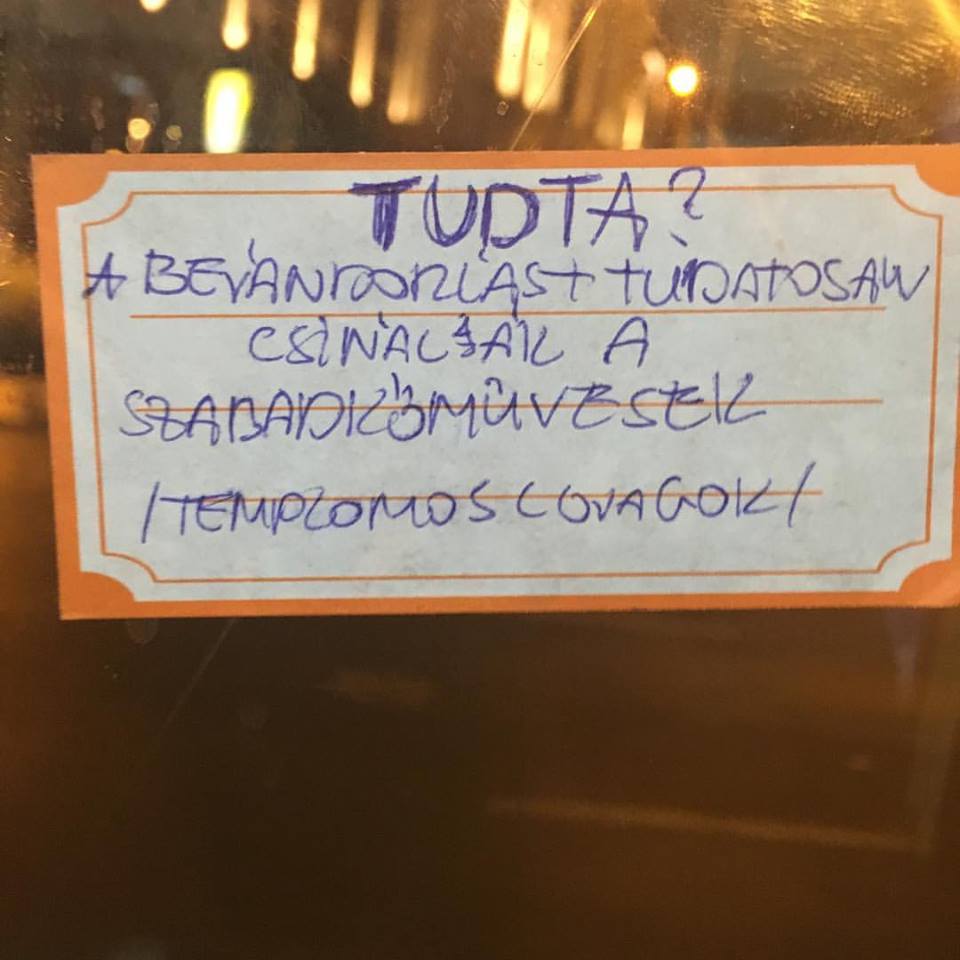 TUDTA?
A BEVÁNDORLÁST TUDATOSAN
CSINÁLJÁK A
SZABADKŐMŰVESEK
/TEMPLOMOS LOVAGOK/